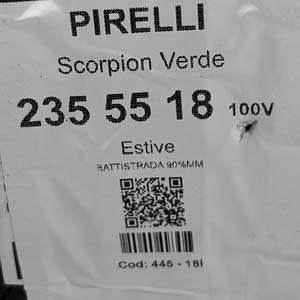 PIRELLI
Scorpion Verde
235 55 18 100V
Estive
BATTISTRADA 90%MM
Cod: 445 - 18I